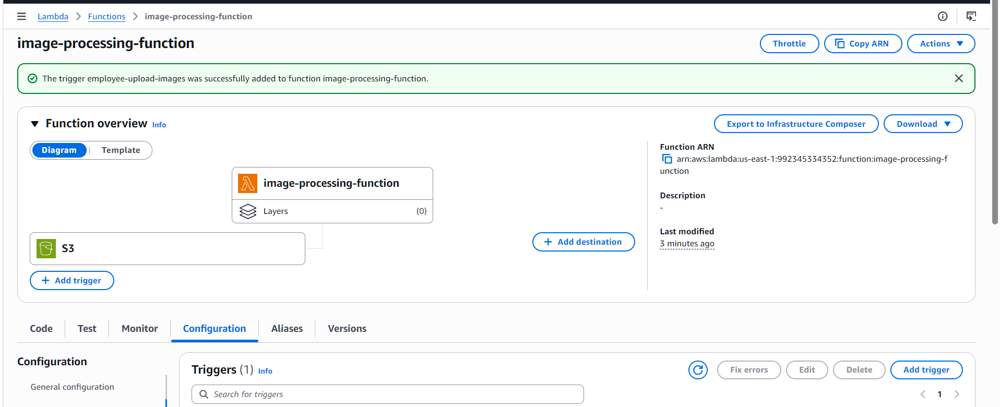 Lambda > Functions > image-processing-function
image-processing-function
Throttle
Copy ARN
Actions
The trigger employee-upload-images was successfully added to function image-processing-function.
Function overview Info
Export to Infrastructure Composer
Download
Diagram | Template
image-processing-function
Layers (0)
S3
Add trigger
Add destination
Function ARN
arn:aws:lambda:us-east-1:992345334352:function:image-processing-f
unction
Description
-
Last modified
3 minutes ago
Code
Test
Monitor
Configuration
Aliases
Versions
Configuration
General configuration
Triggers (1) Info
Fix errors
Edit
Delete
Add trigger
Search for triggers
1